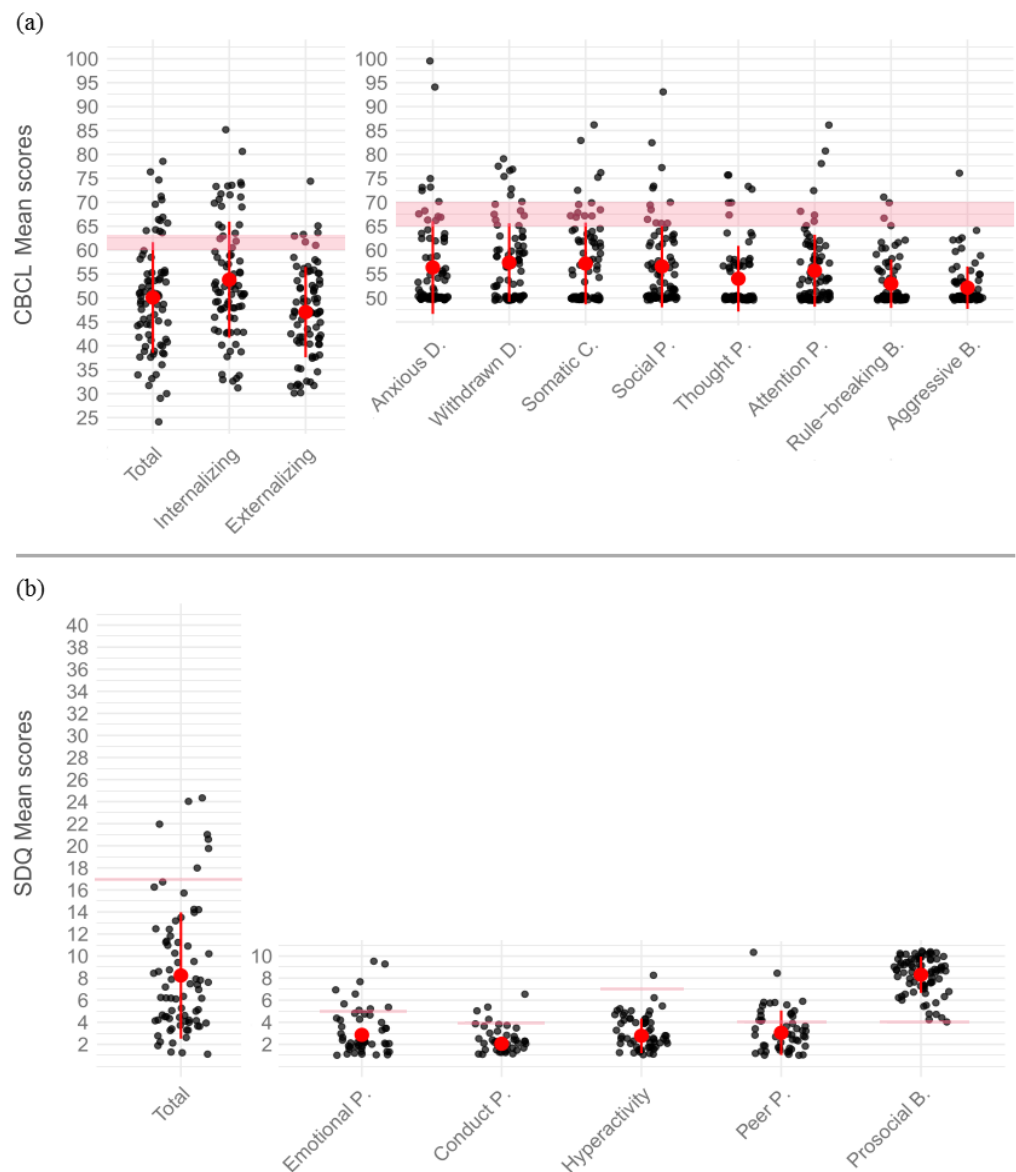 (a)
CBCL Mean scores
100
95
90
85
80
75
70
65
60
55
50
45
40
35
30
25
Total
Internalizing
Externalizing
100
95
90
85
80
75
70
65
60
55
50
Anxious D.
Withdrawn D.
Somatic C.
Social P.
Thought P.
Attention P.
Rule-breaking B.
Aggressive B.
(b)
SDQ Mean scores
40
38
36
34
32
30
28
26
24
22
20
18
16
14
12
10
8
6
4
2
Total
10
8
6
4
2
Emotional P.
Conduct P.
Hyperactivity
Peer P.
Prosocial B.